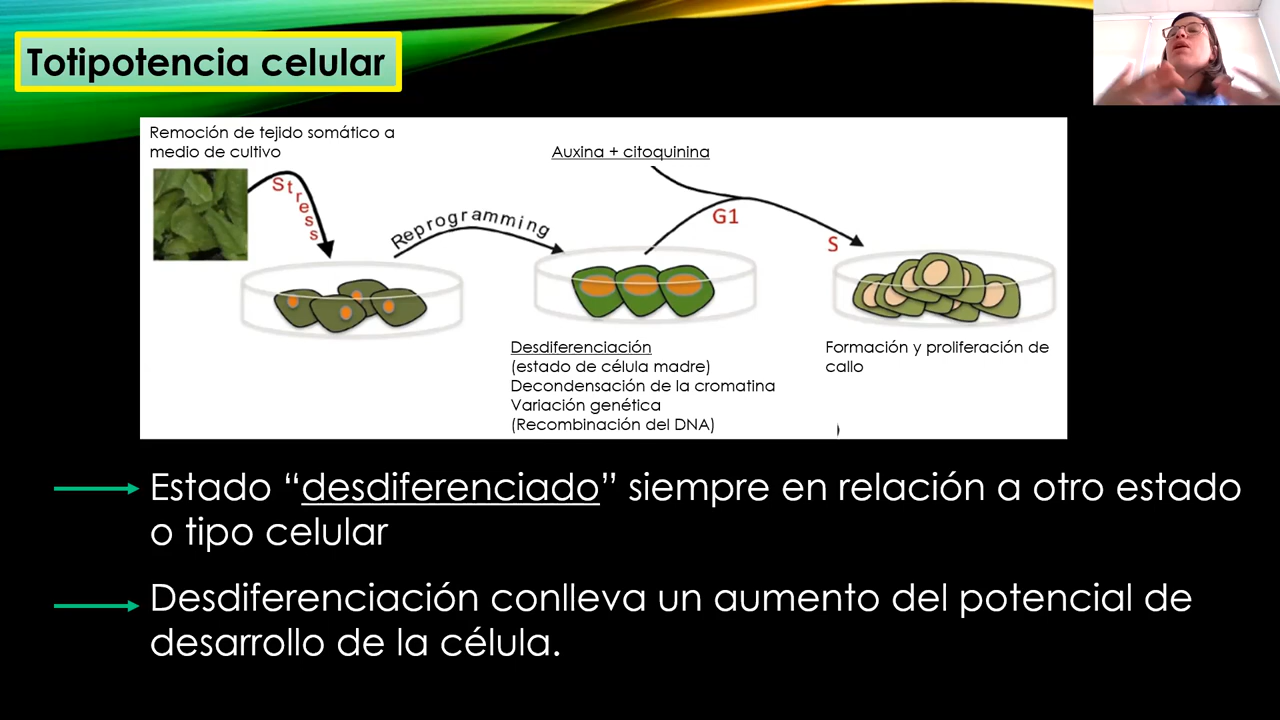 Totipotencia celular
Remoción de tejido somático a
medio de cultivo
Auxina + citoquinina
Stress
Reprogramming
G1
S
Desdiferenciación
(estado de célula madre)
Decondensación de la cromatina
Variación genética
(Recombinación del DNA)
Formación y proliferación de
callo
)
Estado “desdiferenciado” siempre en relación a otro estado
o tipo celular
Desdiferenciación conlleva un aumento del potencial de
desarrollo de la célula.